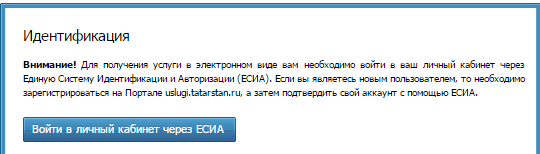 Идентификация
Внимание! Для получения услуги в электронном виде вам необходимо войти в ваш личный кабинет через
Единую Систему Идентификации и Авторизации (ЕСИА). Если вы являетесь новым пользователем, то необходимо
зарегистрироваться на Портале uslugi.tatarstan.ru, а затем подтвердить свой аккаунт с помощью ЕСИА.
Войти в личный кабинет через ЕСИА